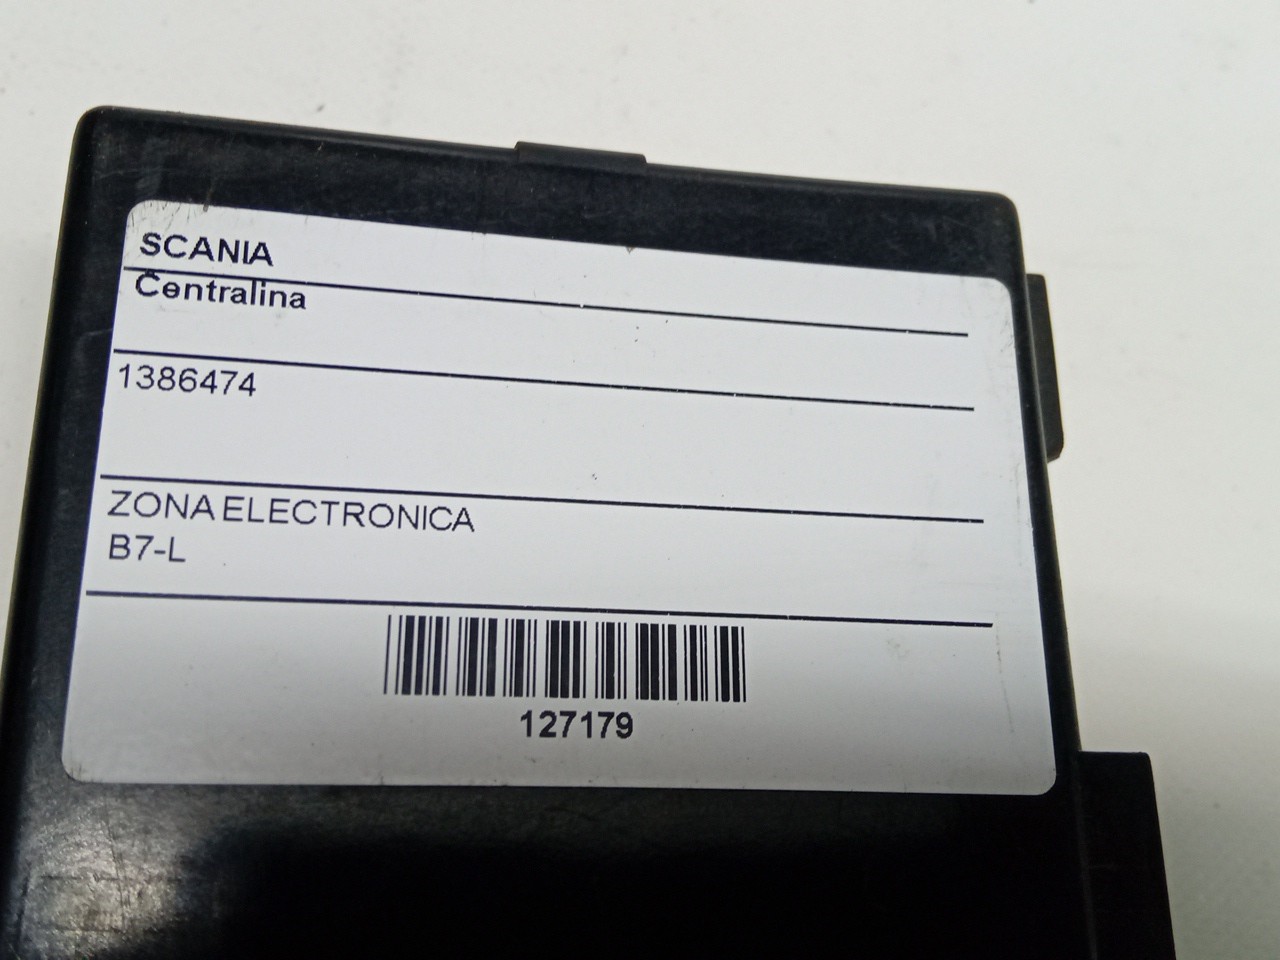 SCANIA
Centralina
1386474
ZONA ELECTRONICA
B7-L
127179